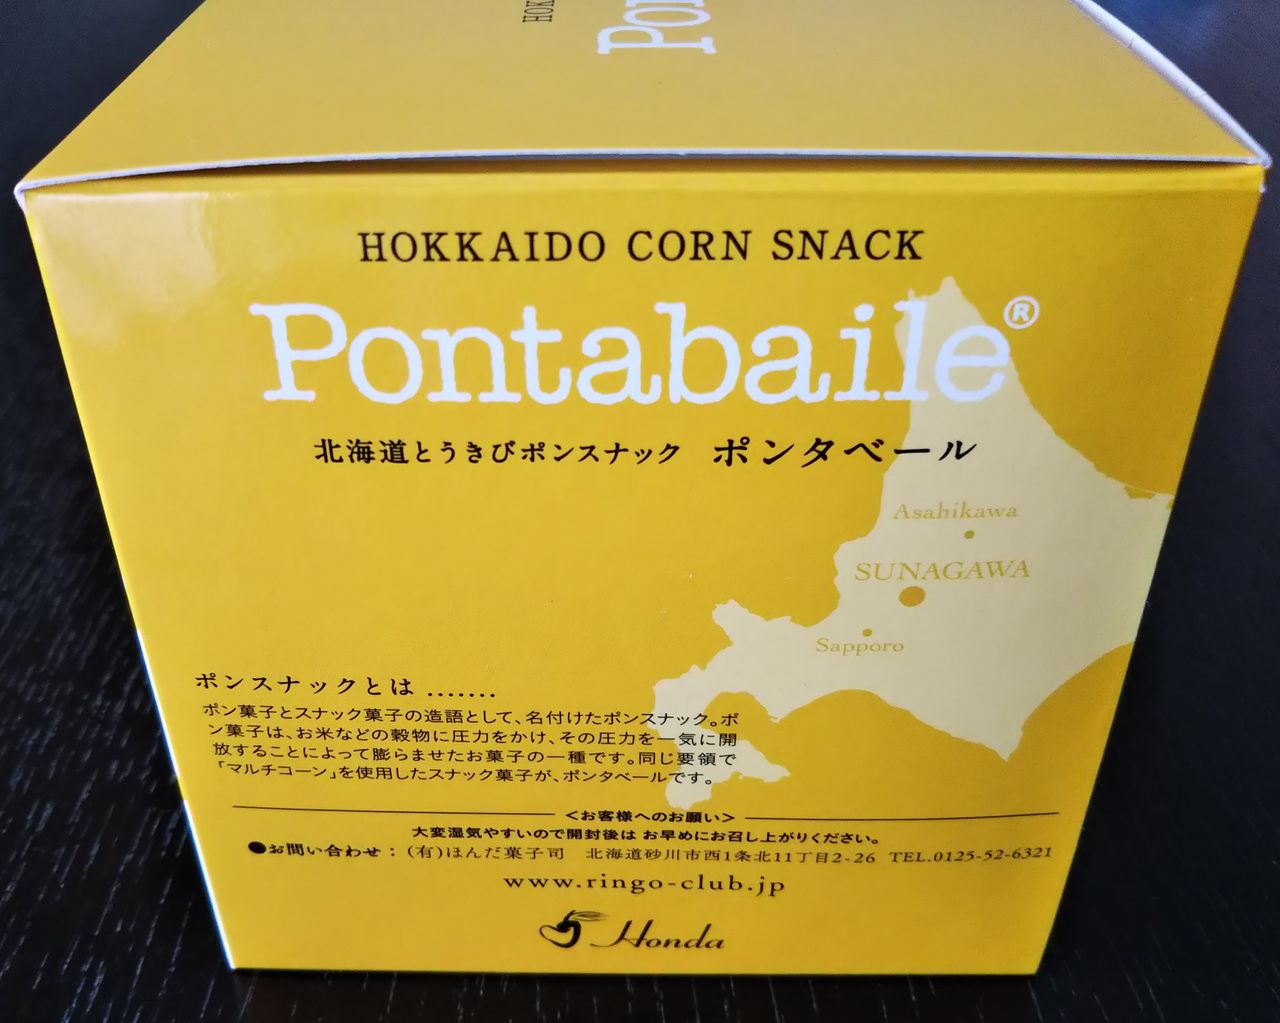 HOK
Pon
HOKKAIDO CORN SNACK
Pontabaile®
北海道とうきびポンスナック ポンタベール
Asahikawa
SUNAGAWA
Sapporo
ポンスナックとは .......
ポン菓子とスナック菓子の造語として、名付けたポンスナック。ポ
ン菓子は、お米などの穀物に圧力をかけ、その圧力を一気に開
放することによって膨らませたお菓子の一種です。同じ要領で
「マルチコーン」を使用したスナック菓子が、ポンタベールです。
<お客様へのお願い>
大変湿気やすいので開封後は お早めにお召し上がりください。
●お問い合わせ：(有)ほんだ菓子司 北海道砂川市西1条北11丁目2-26 TEL.0125-52-6321
www.ringo-club.jp
Honda